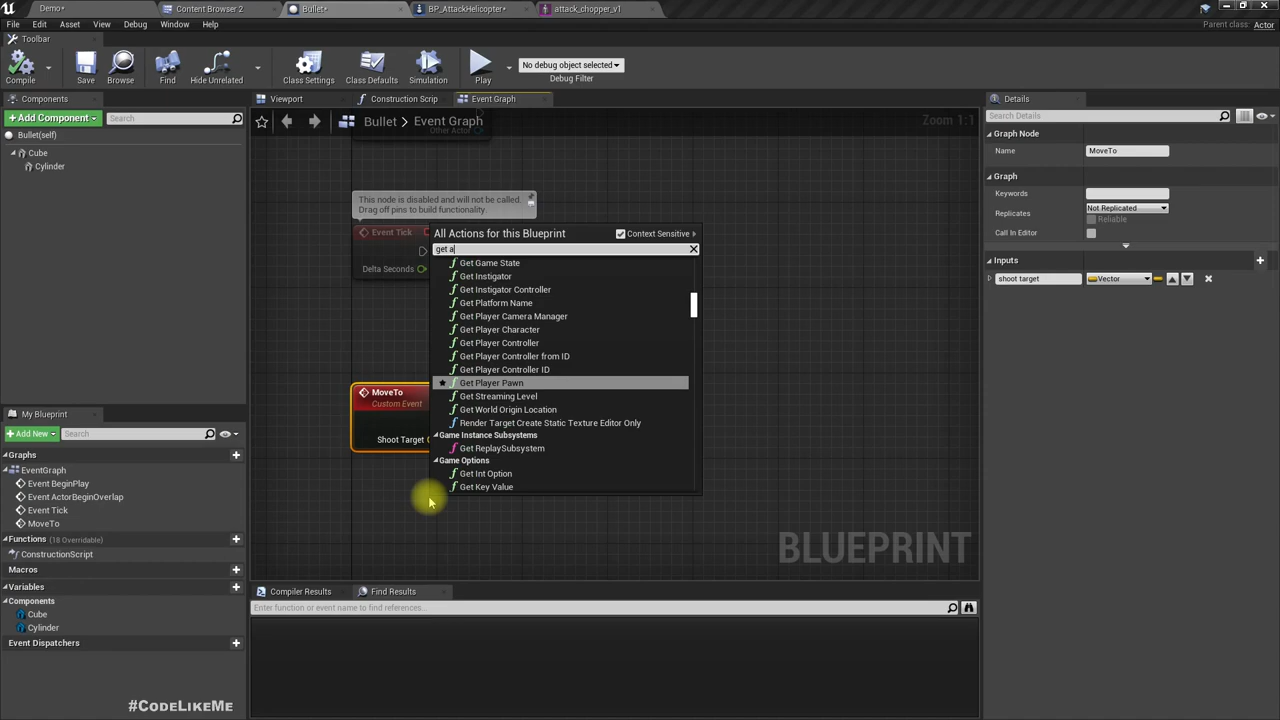 Demo*
Content Browser 2
Bullet*
BP_AttackHelicopter*
attack_chopper_v1
File
Edit
Asset
View
Debug
Window
Help
Parent class: Actor
Toolbar
Compile
Save
Browse
Find
Hide Unrelated
Class Settings
Class Defaults
Simulation
Play
No debug object selected
Debug Filter
Components
Viewport
Construction Scrip
Event Graph
Details
+Add Component
Search
Bullet > Event Graph
Zoom 1:1
Search Details
Bullet(self)
Other Actor
Graph Node
Cube
Name
MoveTo
Cylinder
Graph
Keywords
This node is disabled and will not be called.
Drag off pins to build functionality.
Replicates
Not Replicated
Reliable
Event Tick
Call In Editor
All Actions for this Blueprint
Context Sensitive
get a
Delta Seconds
Inputs
shoot target
Vector
Get Game State
Get Instigator
Get Instigator Controller
Get Platform Name
Get Player Camera Manager
Get Player Character
Get Player Controller
Get Player Controller from ID
Get Player Controller ID
Get Player Pawn
Get Streaming Level
Get World Origin Location
Render Target Create Static Texture Editor Only
Game Instance Subsystems
Get ReplaySubsystem
Game Options
Get Int Option
Get Key Value
MoveTo
Custom Event
Shoot Target
My Blueprint
+Add New
Search
Graphs
EventGraph
Event BeginPlay
Event ActorBeginOverlap
Event Tick
MoveTo
Functions (18 Overridable)
ConstructionScript
Macros
Variables
Components
Cube
Cylinder
Event Dispatchers
BLUEPRINT
Compiler Results
Find Results
Enter function or event name to find references...
#CodeLikeMe